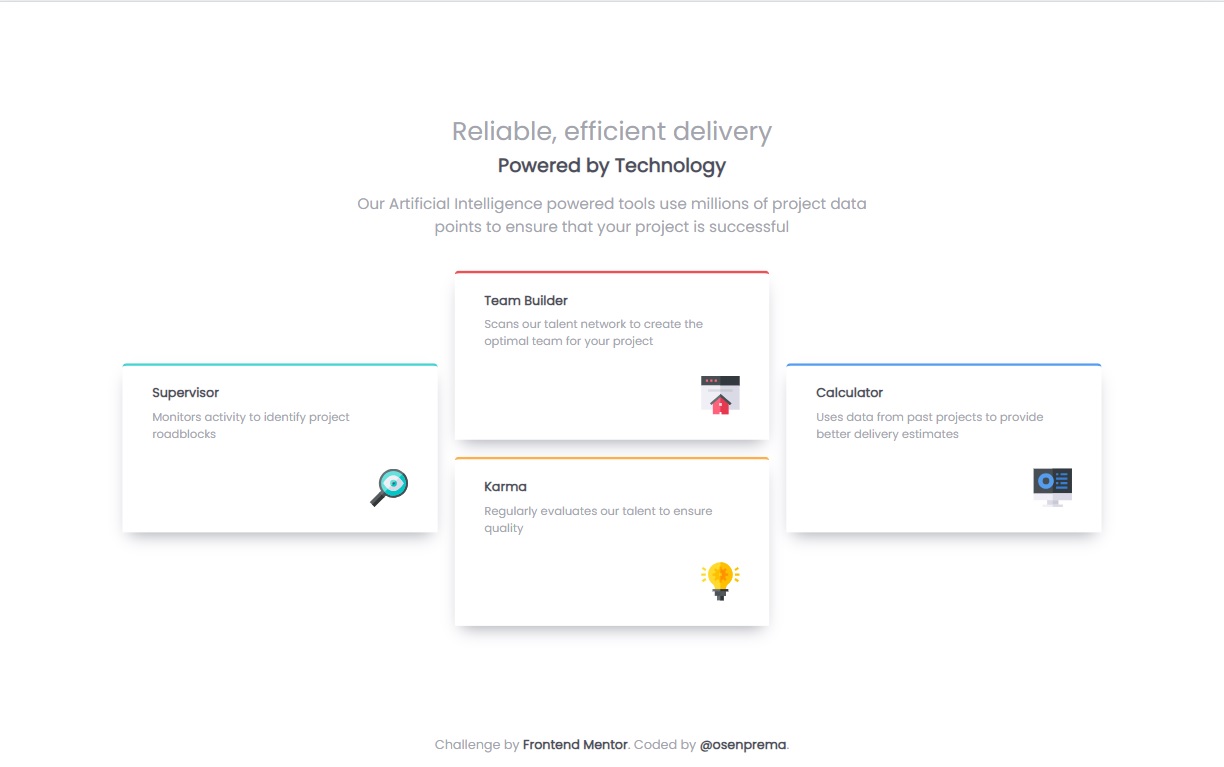 Reliable, efficient delivery
Powered by Technology
Our Artificial Intelligence powered tools use millions of project data
points to ensure that your project is successful
Supervisor
Monitors activity to identify project
roadblocks
Team Builder
Scans our talent network to create the
optimal team for your project
Karma
Regularly evaluates our talent to ensure
quality
Calculator
Uses data from past projects to provide
better delivery estimates
Challenge by Frontend Mentor. Coded by @osenprema.